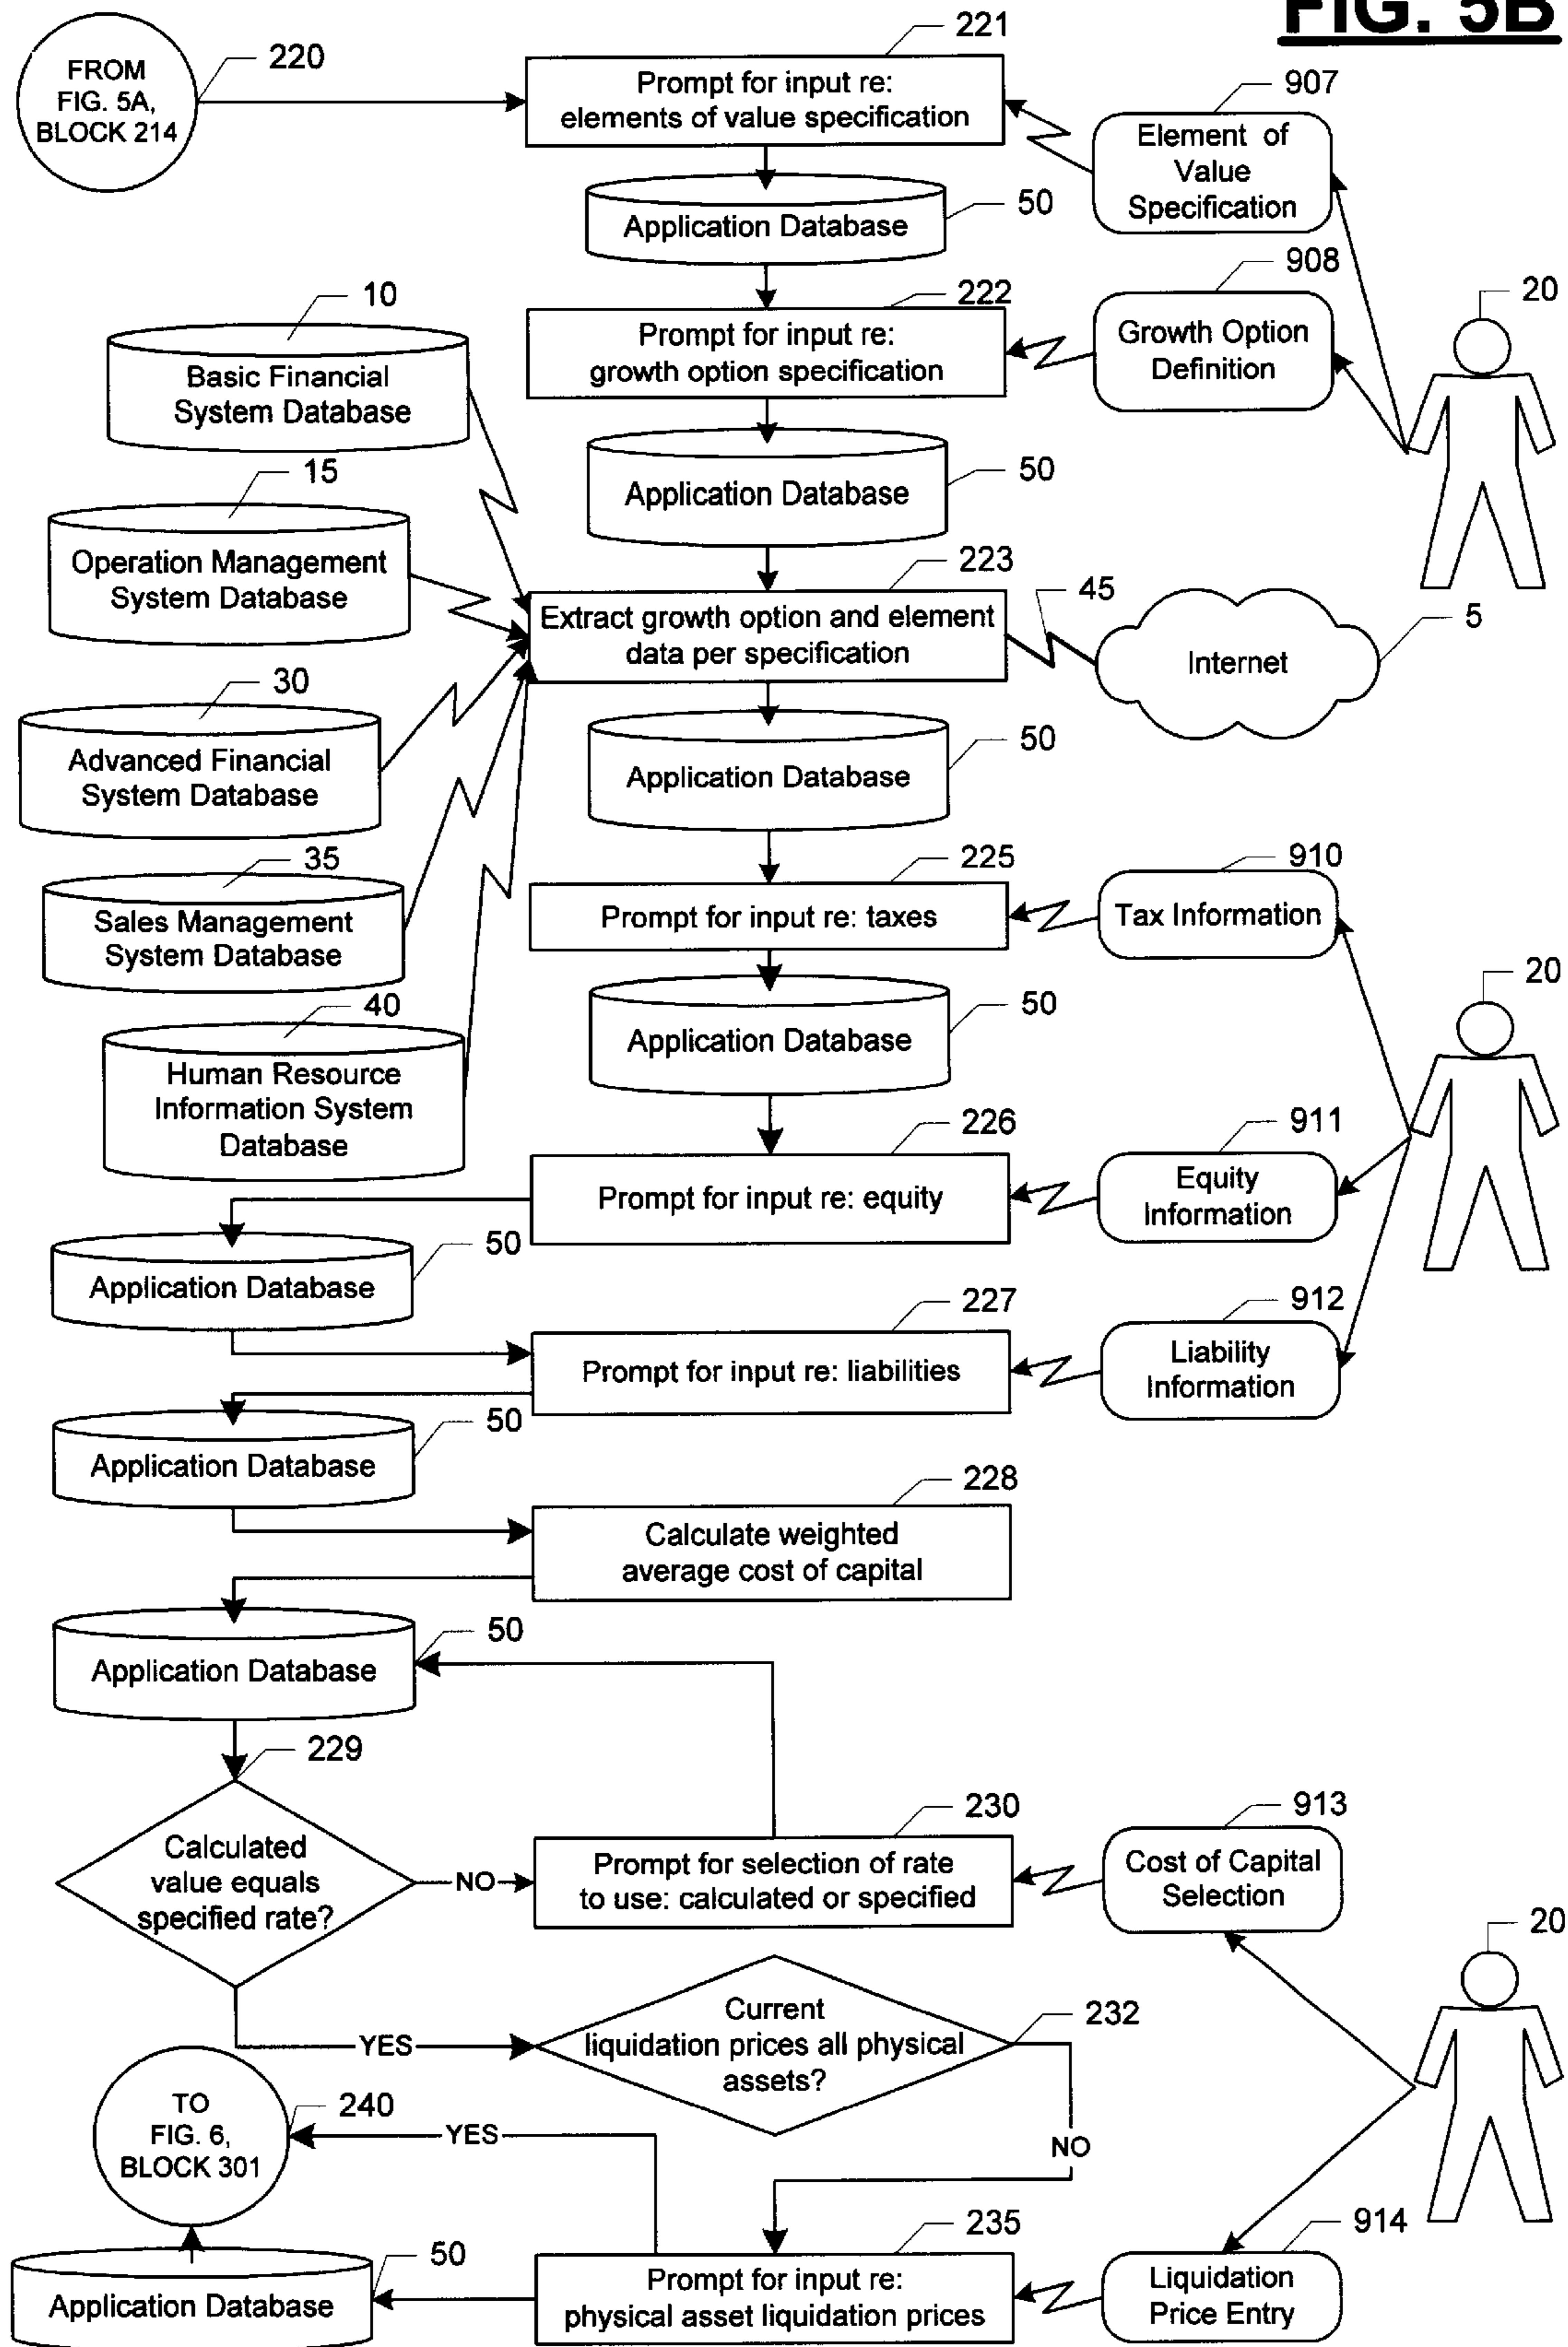 FIG. 5B
FROM
FIG. 5A,
BLOCK 214
220
221
Prompt for input re:
elements of value specification
907
Element of
Value
Specification
50
Application Database
908
Growth Option
Definition
20
222
Prompt for input re:
growth option specification
10
Basic Financial
System Database
50
Application Database
15
Operation Management
System Database
223
Extract growth option and element
data per specification
45
5
Internet
30
Advanced Financial
System Database
50
Application Database
35
Sales Management
System Database
225
Prompt for input re: taxes
910
Tax Information
20
50
Application Database
40
Human Resource
Information System
Database
226
Prompt for input re: equity
911
Equity
Information
50
Application Database
227
Prompt for input re: liabilities
912
Liability
Information
50
Application Database
228
Calculate weighted
average cost of capital
50
Application Database
229
Calculated
value equals
specified rate?
NO
230
Prompt for selection of rate
to use: calculated or specified
913
Cost of Capital
Selection
20
YES
Current
liquidation prices all physical
assets?
232
NO
TO
FIG. 6,
BLOCK 301
240
YES
235
Prompt for input re:
physical asset liquidation prices
914
Liquidation
Price Entry
50
Application Database